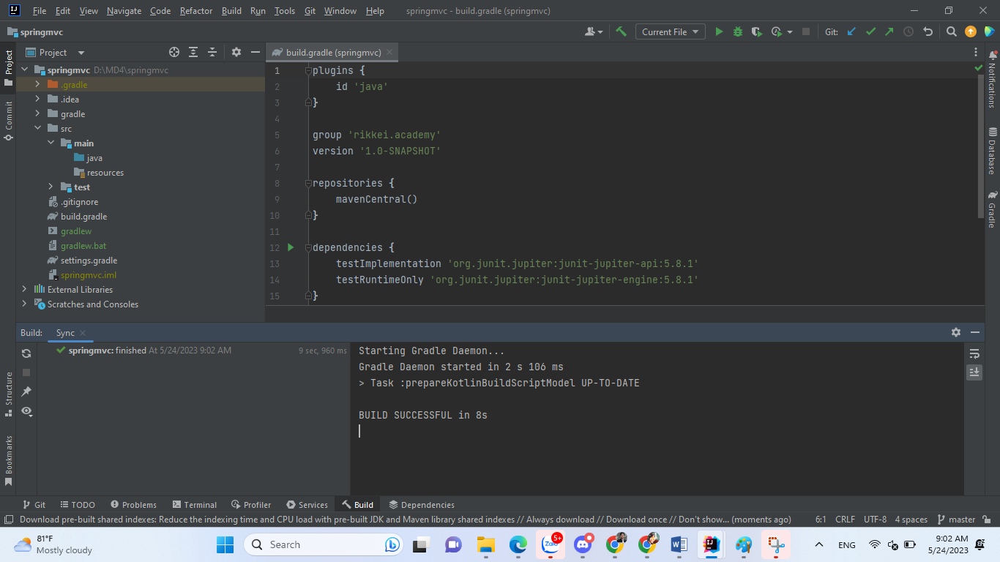 File Edit View Navigate Code Refactor Build Run Tools Git Window Help springmvc - build.gradle (springmvc)
springmvc Current File Git:
Project
build.gradle (springmvc)
springmvc D:\MD4\springmvc
.gradle
.idea
gradle
src
main
java
resources
test
.gitignore
build.gradle
gradlew
gradlew.bat
settings.gradle
springmvc.iml
External Libraries
Scratches and Consoles
1 plugins {
2 id 'java'
3 }
4
5 group 'rikkei.academy'
6 version '1.0-SNAPSHOT'
7
8 repositories {
9 mavenCentral()
10 }
11
12 dependencies {
13 testImplementation 'org.junit.jupiter:junit-jupiter-api:5.8.1'
14 testRuntimeOnly 'org.junit.jupiter:junit-jupiter-engine:5.8.1'
15 }
Project
Commit
Structure
Bookmarks
Notifications
Database
Gradle
Build: Sync
springmvc: finished At 5/24/2023 9:02 AM 9 sec, 960 ms
Starting Gradle Daemon...
Gradle Daemon started in 2 s 106 ms
> Task :prepareKotlinBuildScriptModel UP-TO-DATE
BUILD SUCCESSFUL in 8s
Git TODO Problems Terminal Profiler Services Build Dependencies
Download pre-built shared indexes: Reduce the indexing time and CPU load with pre-built JDK and Maven library shared indexes // Always download // Download once // Don't show... (moments ago) 6:1 CRLF UTF-8 4 spaces master
81°F
Mostly cloudy
Search
Zalo
5+
ENG
9:02 AM
5/24/2023